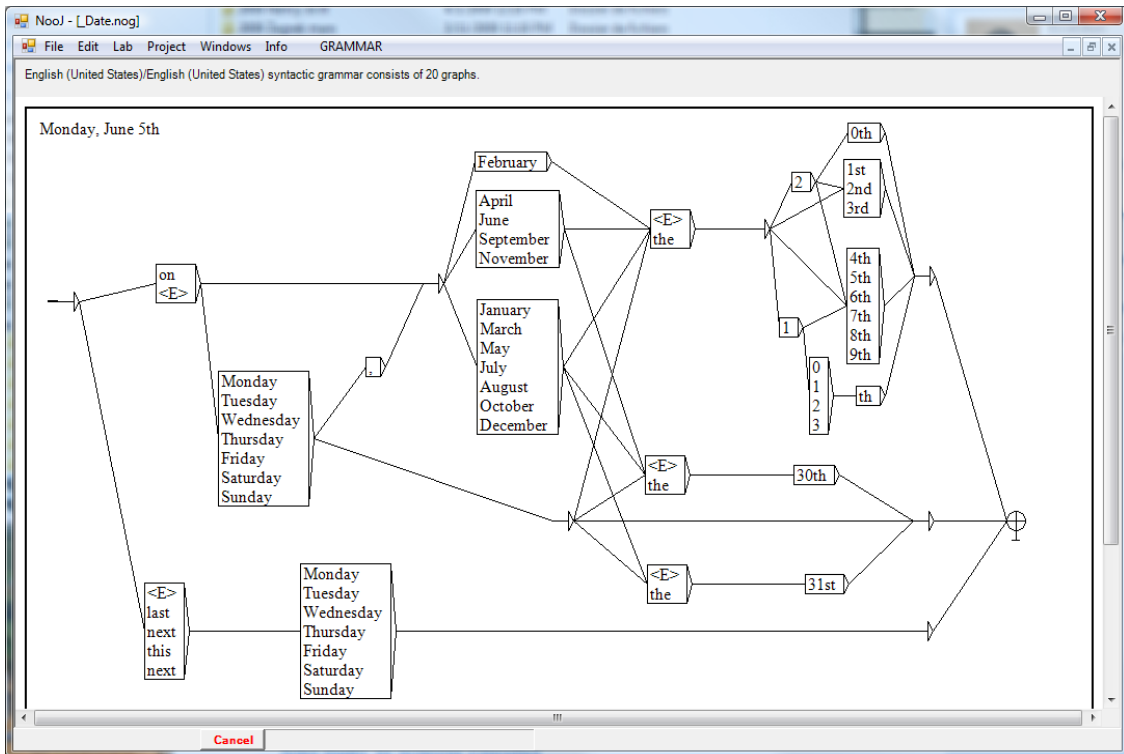 NooJ - [_Date.nog]
File Edit Lab Project Windows Info GRAMMAR
English (United States)/English (United States) syntactic grammar consists of 20 graphs.
Monday, June 5th
on
<E>
Monday
Tuesday
Wednesday
Thursday
Friday
Saturday
Sunday
,
February
April
June
September
November
January
March
May
July
August
October
December
<E>
the
2
1
0th
1st
2nd
3rd
4th
5th
6th
7th
8th
9th
0
1
2
3
th
<E>
the
30th
<E>
the
31st
<E>
last
next
this
next
Monday
Tuesday
Wednesday
Thursday
Friday
Saturday
Sunday
Cancel